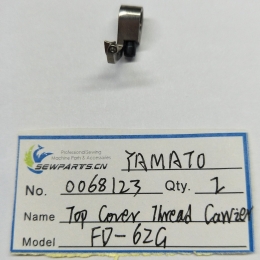 Professional Sewing
Machine Parts & Accessories
SEWPARTS.CN
YAMATO
No. 0068123 Qty. 1
Name Top Cover Thread Carrier
Model FD-62G